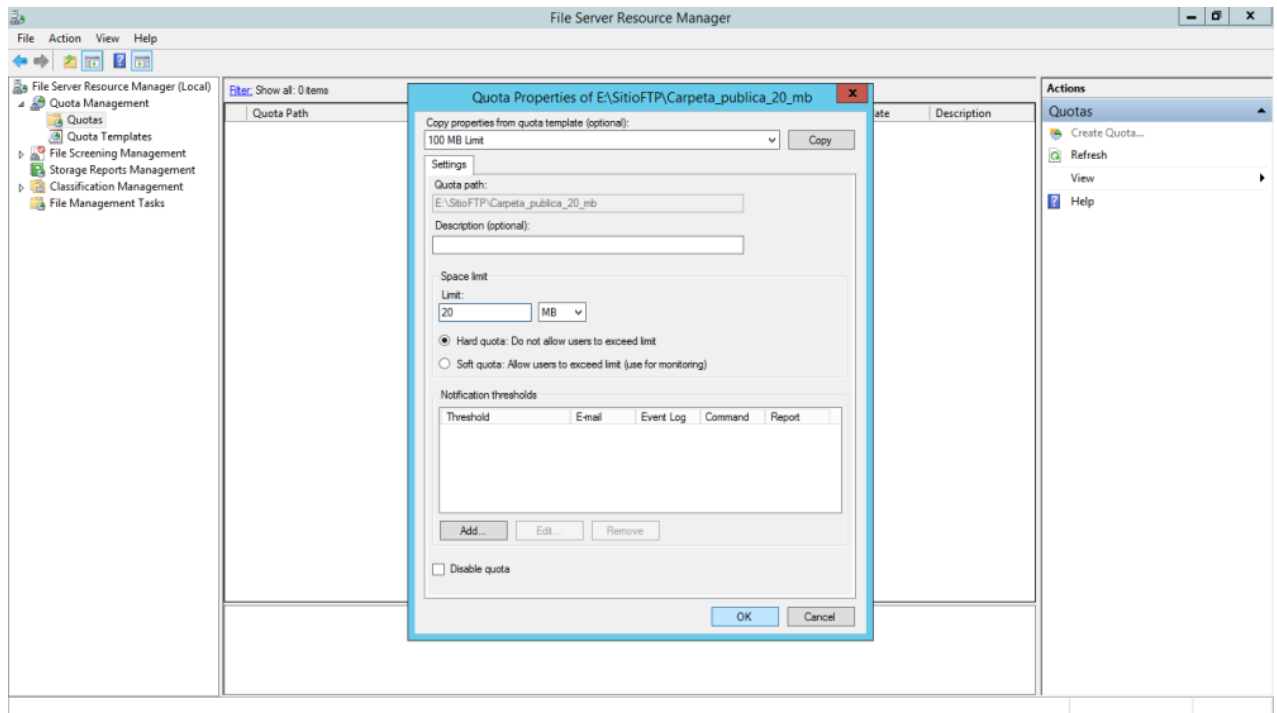 File Server Resource Manager
File Action View Help
File Server Resource Manager (Local)
Quota Management
Quotas
Quota Templates
File Screening Management
Storage Reports Management
Classification Management
File Management Tasks
Filter: Show all: 0 items
Quota Path
ate Description
Quota Properties of E:\SitioFTP\Carpeta_publica_20_mb
Copy properties from quota template (optional):
100 MB Limit Copy
Settings
Quota path:
E:\SitioFTP\Carpeta_publica_20_mb
Description (optional):
Space limit
Limit:
20 MB
Hard quota: Do not allow users to exceed limit
Soft quota: Allow users to exceed limit (use for monitoring)
Notification thresholds
Threshold E-mail Event Log Command Report
Add... Edit... Remove
Disable quota
OK Cancel
Actions
Quotas
Create Quota...
Refresh
View
Help